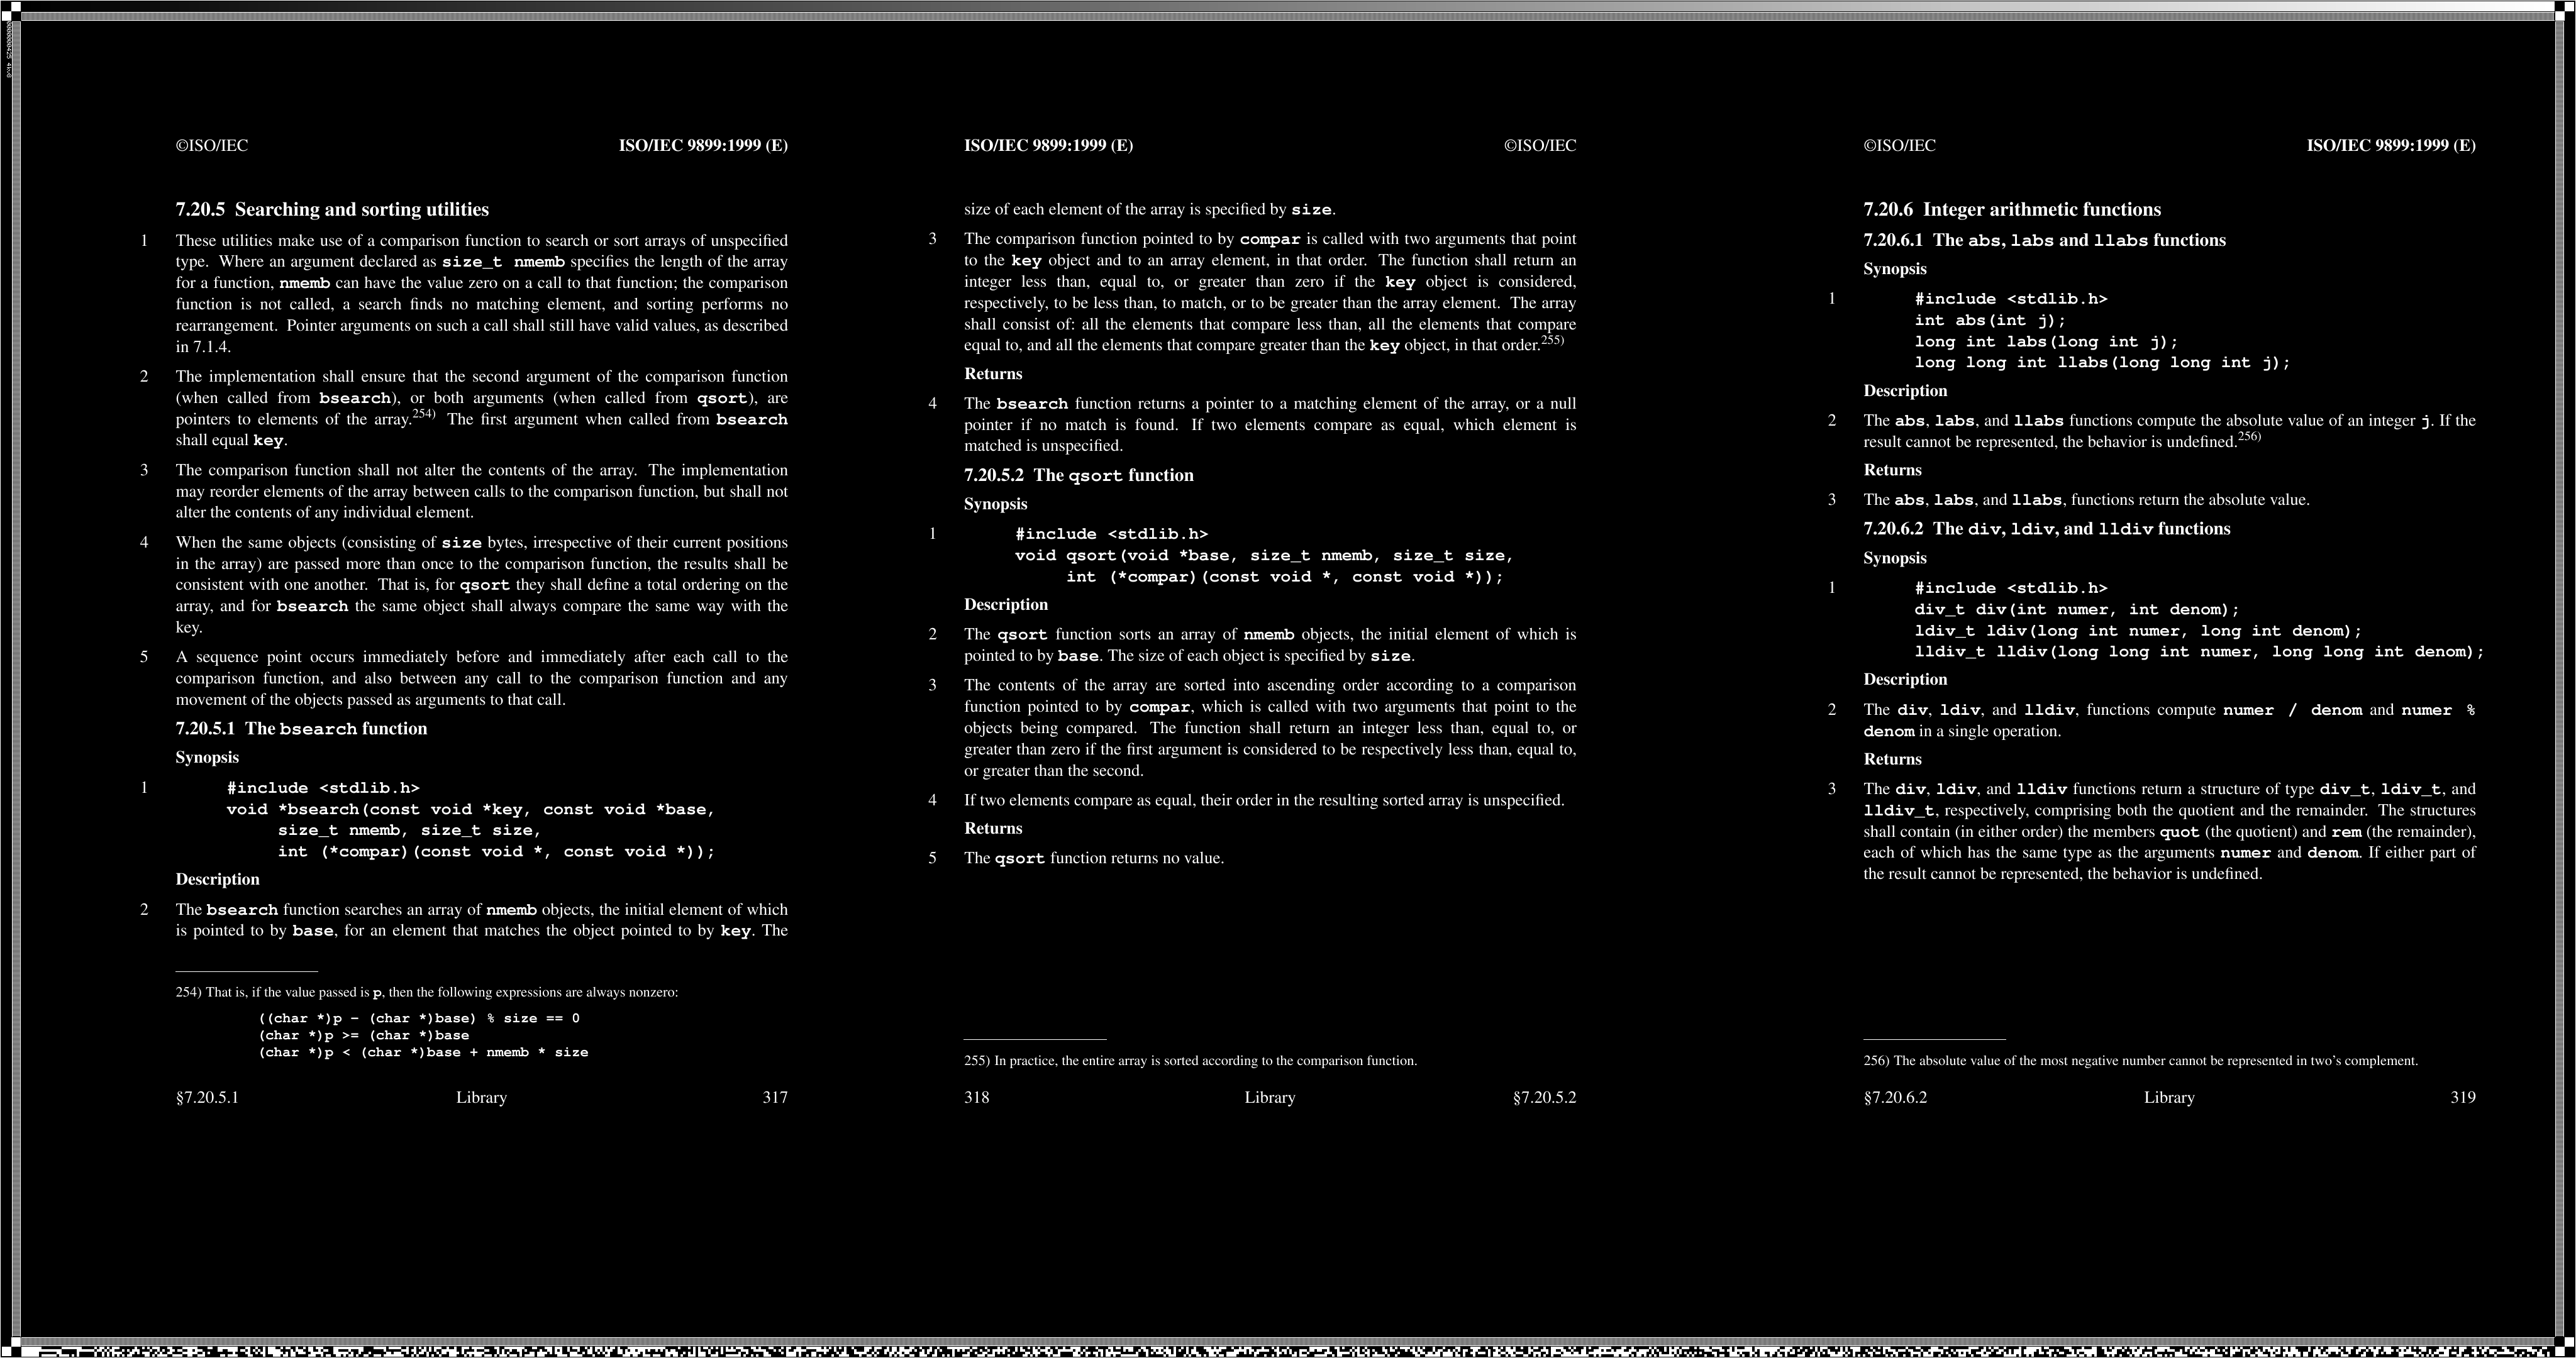 ©ISO/IEC ISO/IEC 9899:1999 (E)
7.20.5 Searching and sorting utilities
1 These utilities make use of a comparison function to search or sort arrays of unspecified
type. Where an argument declared as size_t nmemb specifies the length of the array
for a function, nmemb can have the value zero on a call to that function; the comparison
function is not called, a search finds no matching element, and sorting performs no
rearrangement. Pointer arguments on such a call shall still have valid values, as described
in 7.1.4.
2 The implementation shall ensure that the second argument of the comparison function
(when called from bsearch), or both arguments (when called from qsort), are
pointers to elements of the array.254) The first argument when called from bsearch
shall equal key.
3 The comparison function shall not alter the contents of the array. The implementation
may reorder elements of the array between calls to the comparison function, but shall not
alter the contents of any individual element.
4 When the same objects (consisting of size bytes, irrespective of their current positions
in the array) are passed more than once to the comparison function, the results shall be
consistent with one another. That is, for qsort they shall define a total ordering on the
array, and for bsearch the same object shall always compare the same way with the
key.
5 A sequence point occurs immediately before and immediately after each call to the
comparison function, and also between any call to the comparison function and any
movement of the objects passed as arguments to that call.
7.20.5.1 The bsearch function
Synopsis
1 #include <stdlib.h>
void *bsearch(const void *key, const void *base,
size_t nmemb, size_t size,
int (*compar)(const void *, const void *));
Description
2 The bsearch function searches an array of nmemb objects, the initial element of which
is pointed to by base, for an element that matches the object pointed to by key. The
254) That is, if the value passed is p, then the following expressions are always nonzero:
((char *)p - (char *)base) % size == 0
(char *)p >= (char *)base
(char *)p < (char *)base + nmemb * size
§7.20.5.1 Library 317
ISO/IEC 9899:1999 (E) ©ISO/IEC
size of each element of the array is specified by size.
3 The comparison function pointed to by compar is called with two arguments that point
to the key object and to an array element, in that order. The function shall return an
integer less than, equal to, or greater than zero if the key object is considered,
respectively, to be less than, to match, or to be greater than the array element. The array
shall consist of: all the elements that compare less than, all the elements that compare
equal to, and all the elements that compare greater than the key object, in that order.255)
Returns
4 The bsearch function returns a pointer to a matching element of the array, or a null
pointer if no match is found. If two elements compare as equal, which element is
matched is unspecified.
7.20.5.2 The qsort function
Synopsis
1 #include <stdlib.h>
void qsort(void *base, size_t nmemb, size_t size,
int (*compar)(const void *, const void *));
Description
2 The qsort function sorts an array of nmemb objects, the initial element of which is
pointed to by base. The size of each object is specified by size.
3 The contents of the array are sorted into ascending order according to a comparison
function pointed to by compar, which is called with two arguments that point to the
objects being compared. The function shall return an integer less than, equal to, or
greater than zero if the first argument is considered to be respectively less than, equal to,
or greater than the second.
4 If two elements compare as equal, their order in the resulting sorted array is unspecified.
Returns
5 The qsort function returns no value.
255) In practice, the entire array is sorted according to the comparison function.
318 Library §7.20.5.2
©ISO/IEC ISO/IEC 9899:1999 (E)
7.20.6 Integer arithmetic functions
7.20.6.1 The abs, labs and llabs functions
Synopsis
1 #include <stdlib.h>
int abs(int j);
long int labs(long int j);
long long int llabs(long long int j);
Description
2 The abs, labs, and llabs functions compute the absolute value of an integer j. If the
result cannot be represented, the behavior is undefined.256)
Returns
3 The abs, labs, and llabs, functions return the absolute value.
7.20.6.2 The div, ldiv, and lldiv functions
Synopsis
1 #include <stdlib.h>
div_t div(int numer, int denom);
ldiv_t ldiv(long int numer, long int denom);
lldiv_t lldiv(long long int numer, long long int denom);
Description
2 The div, ldiv, and lldiv, functions compute numer / denom and numer %
denom in a single operation.
Returns
3 The div, ldiv, and lldiv functions return a structure of type div_t, ldiv_t, and
lldiv_t, respectively, comprising both the quotient and the remainder. The structures
shall contain (in either order) the members quot (the quotient) and rem (the remainder),
each of which has the same type as the arguments numer and denom. If either part of
the result cannot be represented, the behavior is undefined.
256) The absolute value of the most negative number cannot be represented in two's complement.
§7.20.6.2 Library 319